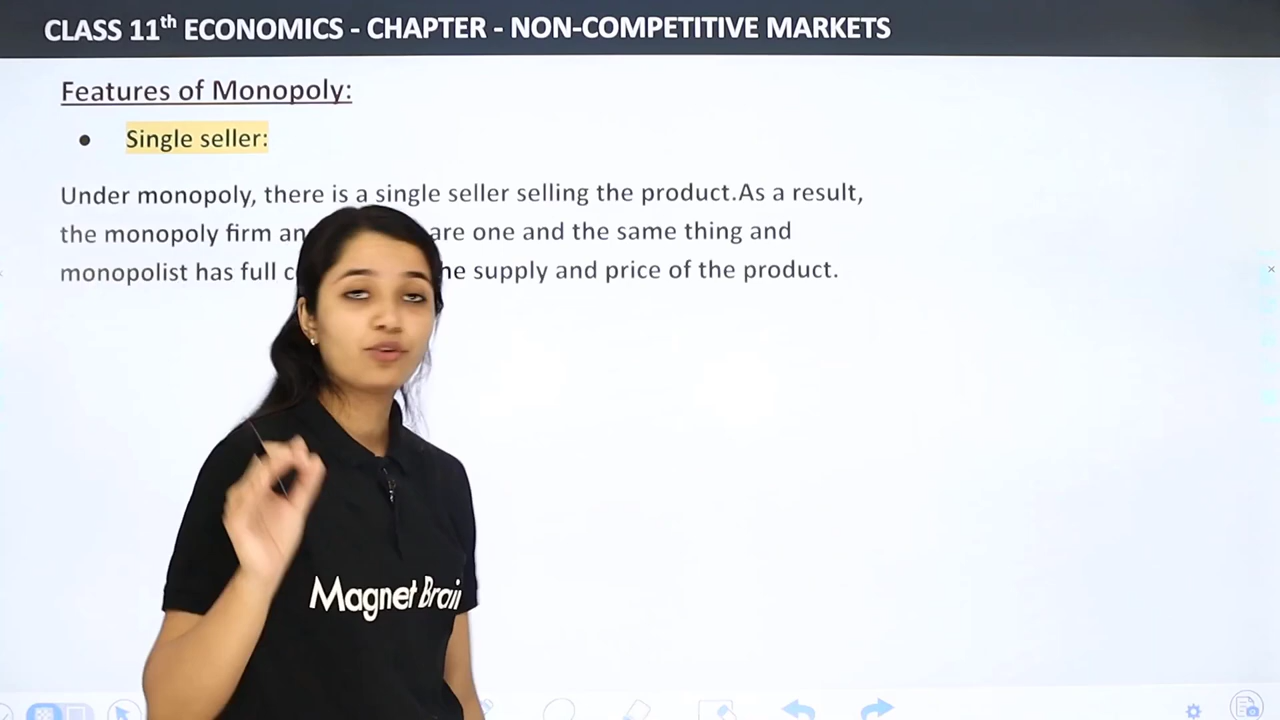 CLASS 11th ECONOMICS - CHAPTER - NON-COMPETITIVE MARKETS
Features of Monopoly:
● Single seller:
Under monopoly, there is a single seller selling the product.As a result,
the monopoly firm are one and the same thing and
monopolist has full supply and price of the product.
Magnet Brain